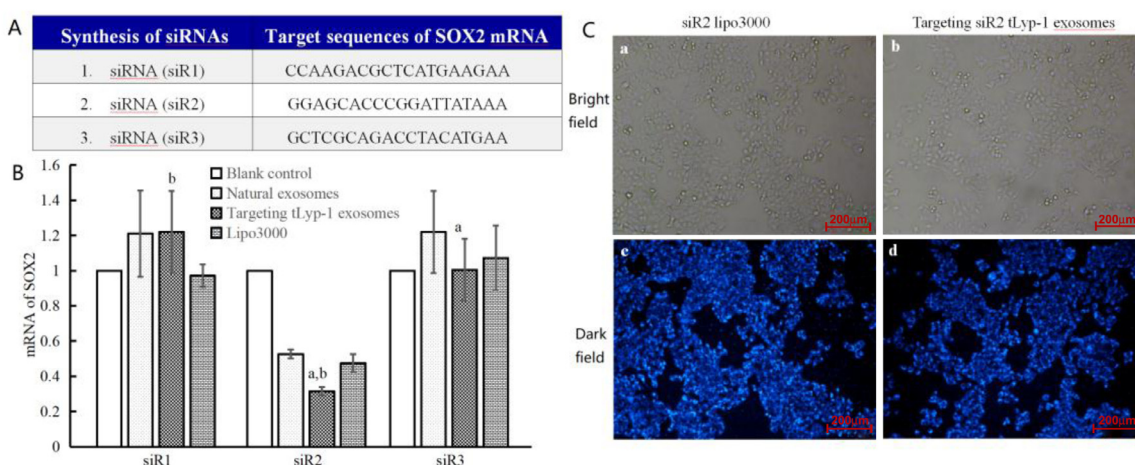 A
Synthesis of siRNAs Target sequences of SOX2 mRNA
1. siRNA (siR1) CCAAGACGCTCATGAAGAA
2. siRNA (siR2) GGAGCACCCGGATTATAAA
3. siRNA (siR3) GCTCGCAGACCTACATGAA
B
mRNA of SOX2
1.6
1.4
1.2
1
0.8
0.6
0.4
0.2
0
Blank control
Natural exosomes
Targeting tLyp-1 exosomes
Lipo3000
b
a,b
a
siR1 siR2 siR3
C
siR2 lipo3000 Targeting siR2 tLyp-1 exosomes
Bright
field
a
200μm
b
200μm
Dark
field
c
200μm
d
200μm